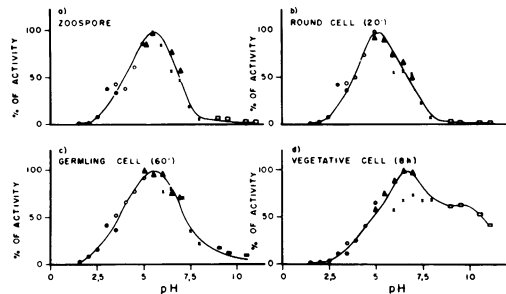 a)
ZOOSPORE
100
50
0
% OF ACTIVITY
b)
ROUND CELL (20')
100
50
0
% OF ACTIVITY
c)
GERMLING CELL (60')
100
50
0
% OF ACTIVITY
0 2,5 5 7,5 10
pH
d)
VEGETATIVE CELL (8h)
100
50
0
% OF ACTIVITY
0 2,5 5 7,5 10
pH